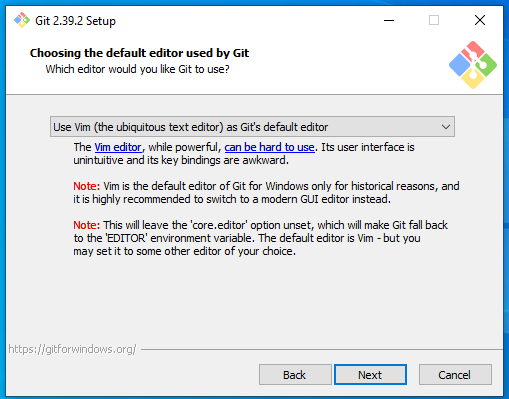 Git 2.39.2 Setup
Choosing the default editor used by Git
Which editor would you like Git to use?
Use Vim (the ubiquitous text editor) as Git's default editor
The Vim editor, while powerful, can be hard to use. Its user interface is
unintuitive and its key bindings are awkward.
Note: Vim is the default editor of Git for Windows only for historical reasons, and
it is highly recommended to switch to a modern GUI editor instead.
Note: This will leave the 'core.editor' option unset, which will make Git fall back
to the 'EDITOR' environment variable. The default editor is Vim - but you
may set it to some other editor of your choice.
https://gitforwindows.org/
Back
Next
Cancel